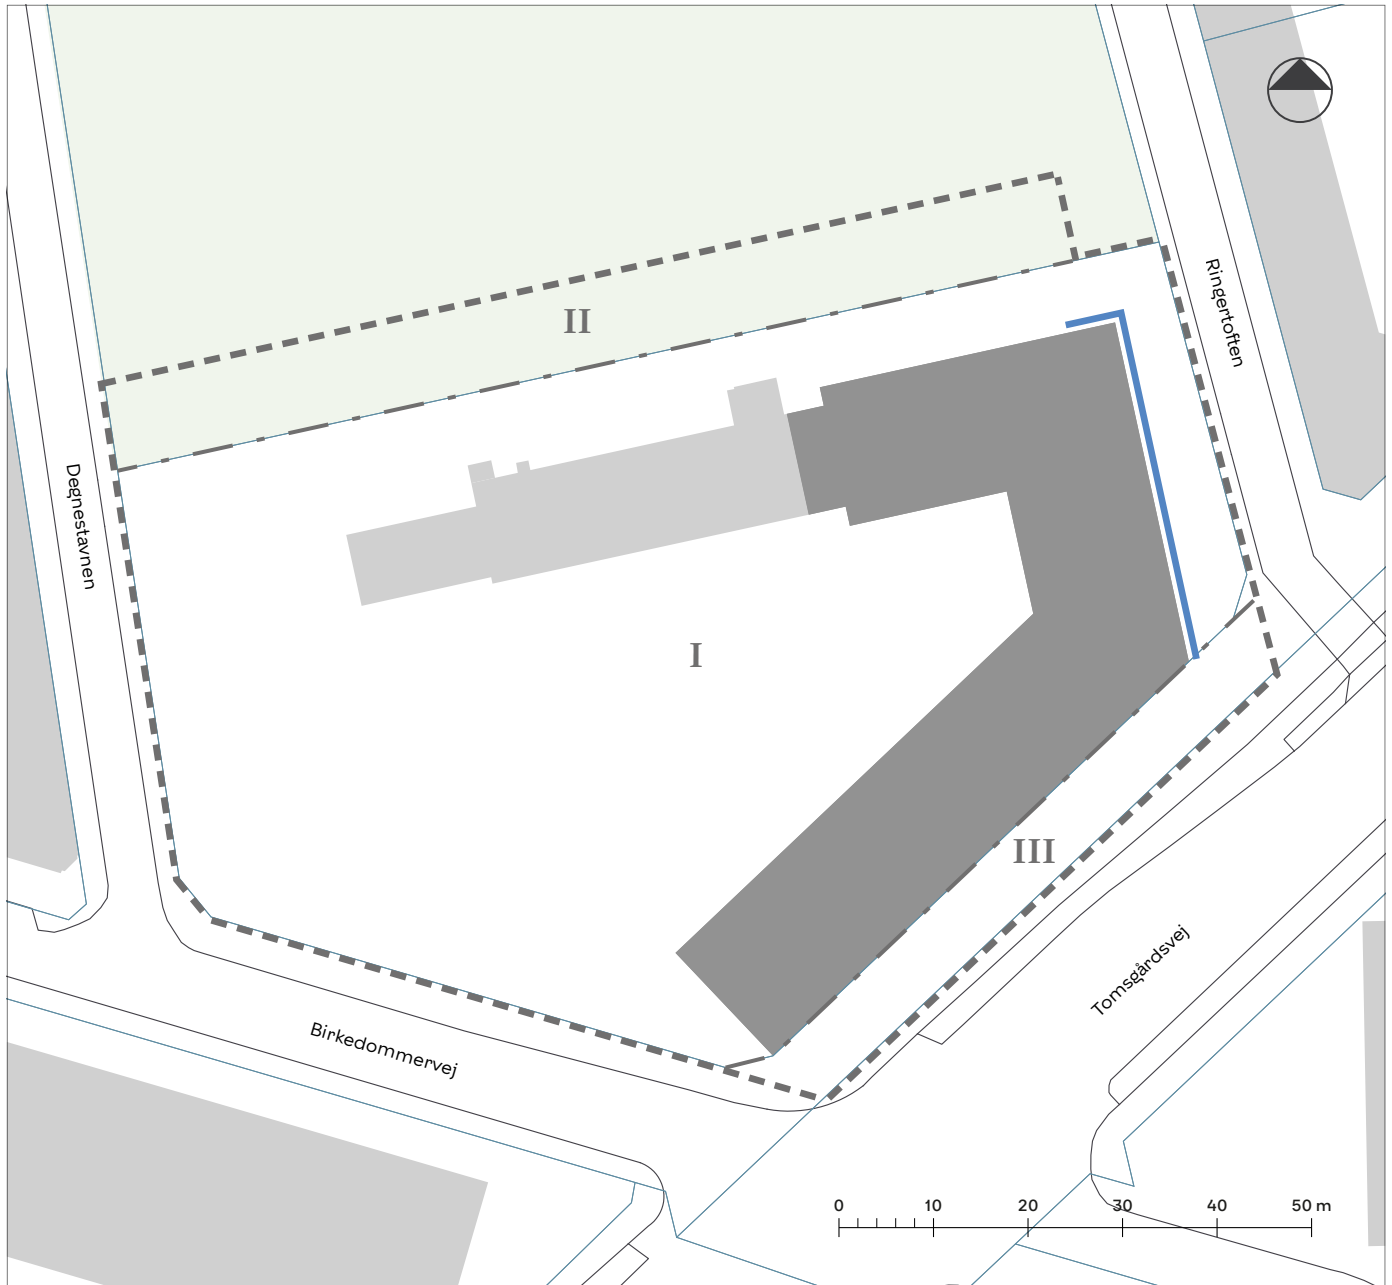 Ringertoften
II
Degnestavnen
I
III
Tomsgårdsvej
Birkedommervej
0 10 20 30 40 50 m